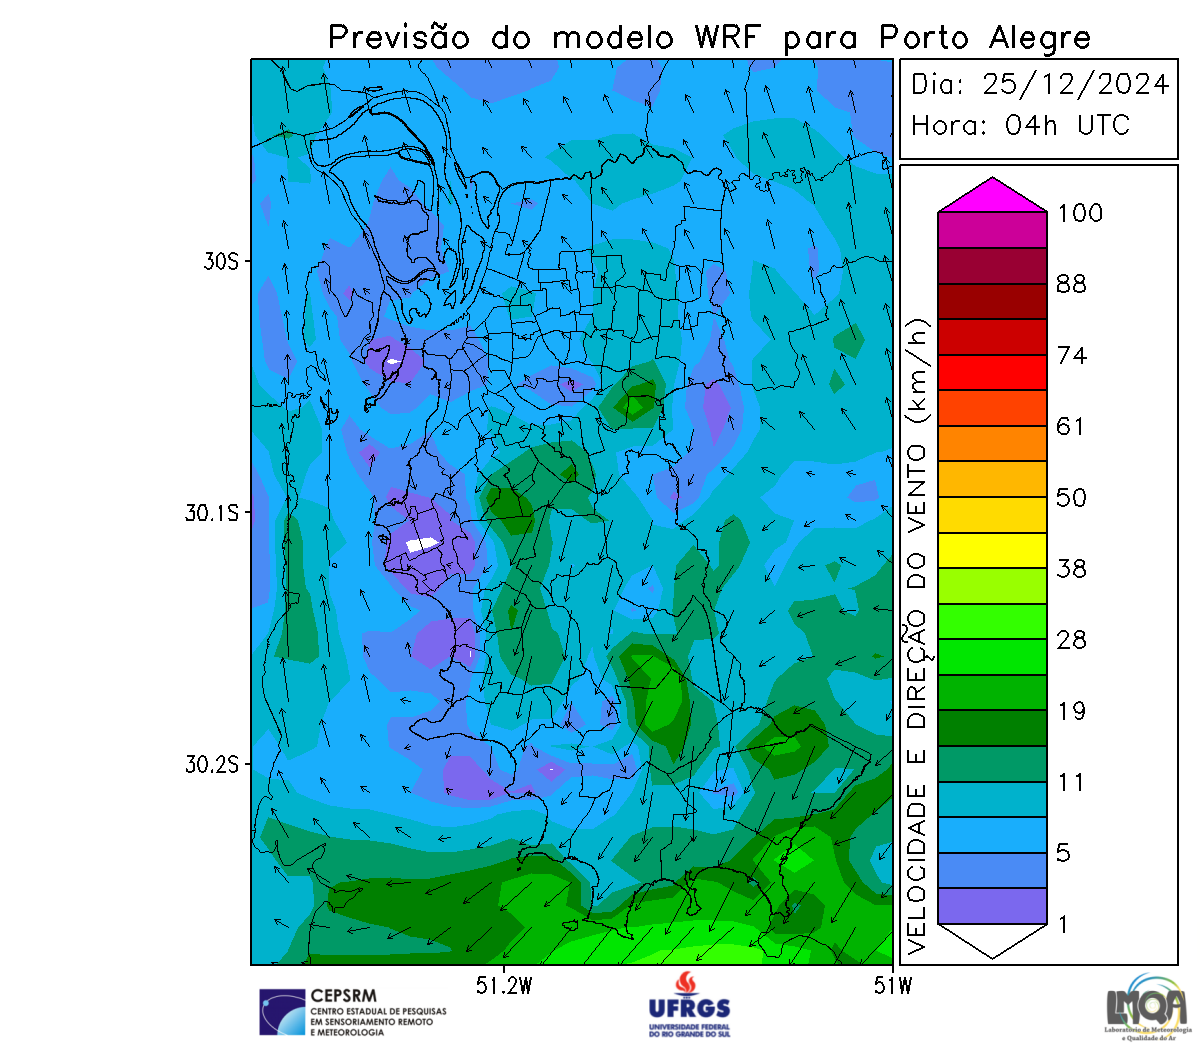 Previsão do modelo WRF para Porto Alegre
Dia: 25/12/2024
Hora: 04h UTC
30S
30.1S
30.2S
51.2W
51W
VELOCIDADE E DIREÇÃO DO VENTO (km/h)
100
88
74
61
50
38
28
19
11
5
1
CEPSRM
CENTRO ESTADUAL DE PESQUISAS
EM SENSORIAMENTO REMOTO
E METEOROLOGIA
UFRGS
UNIVERSIDADE FEDERAL
DO RIO GRANDE DO SUL
LMQA
Laboratório de Meteorologia
e Qualidade do Ar